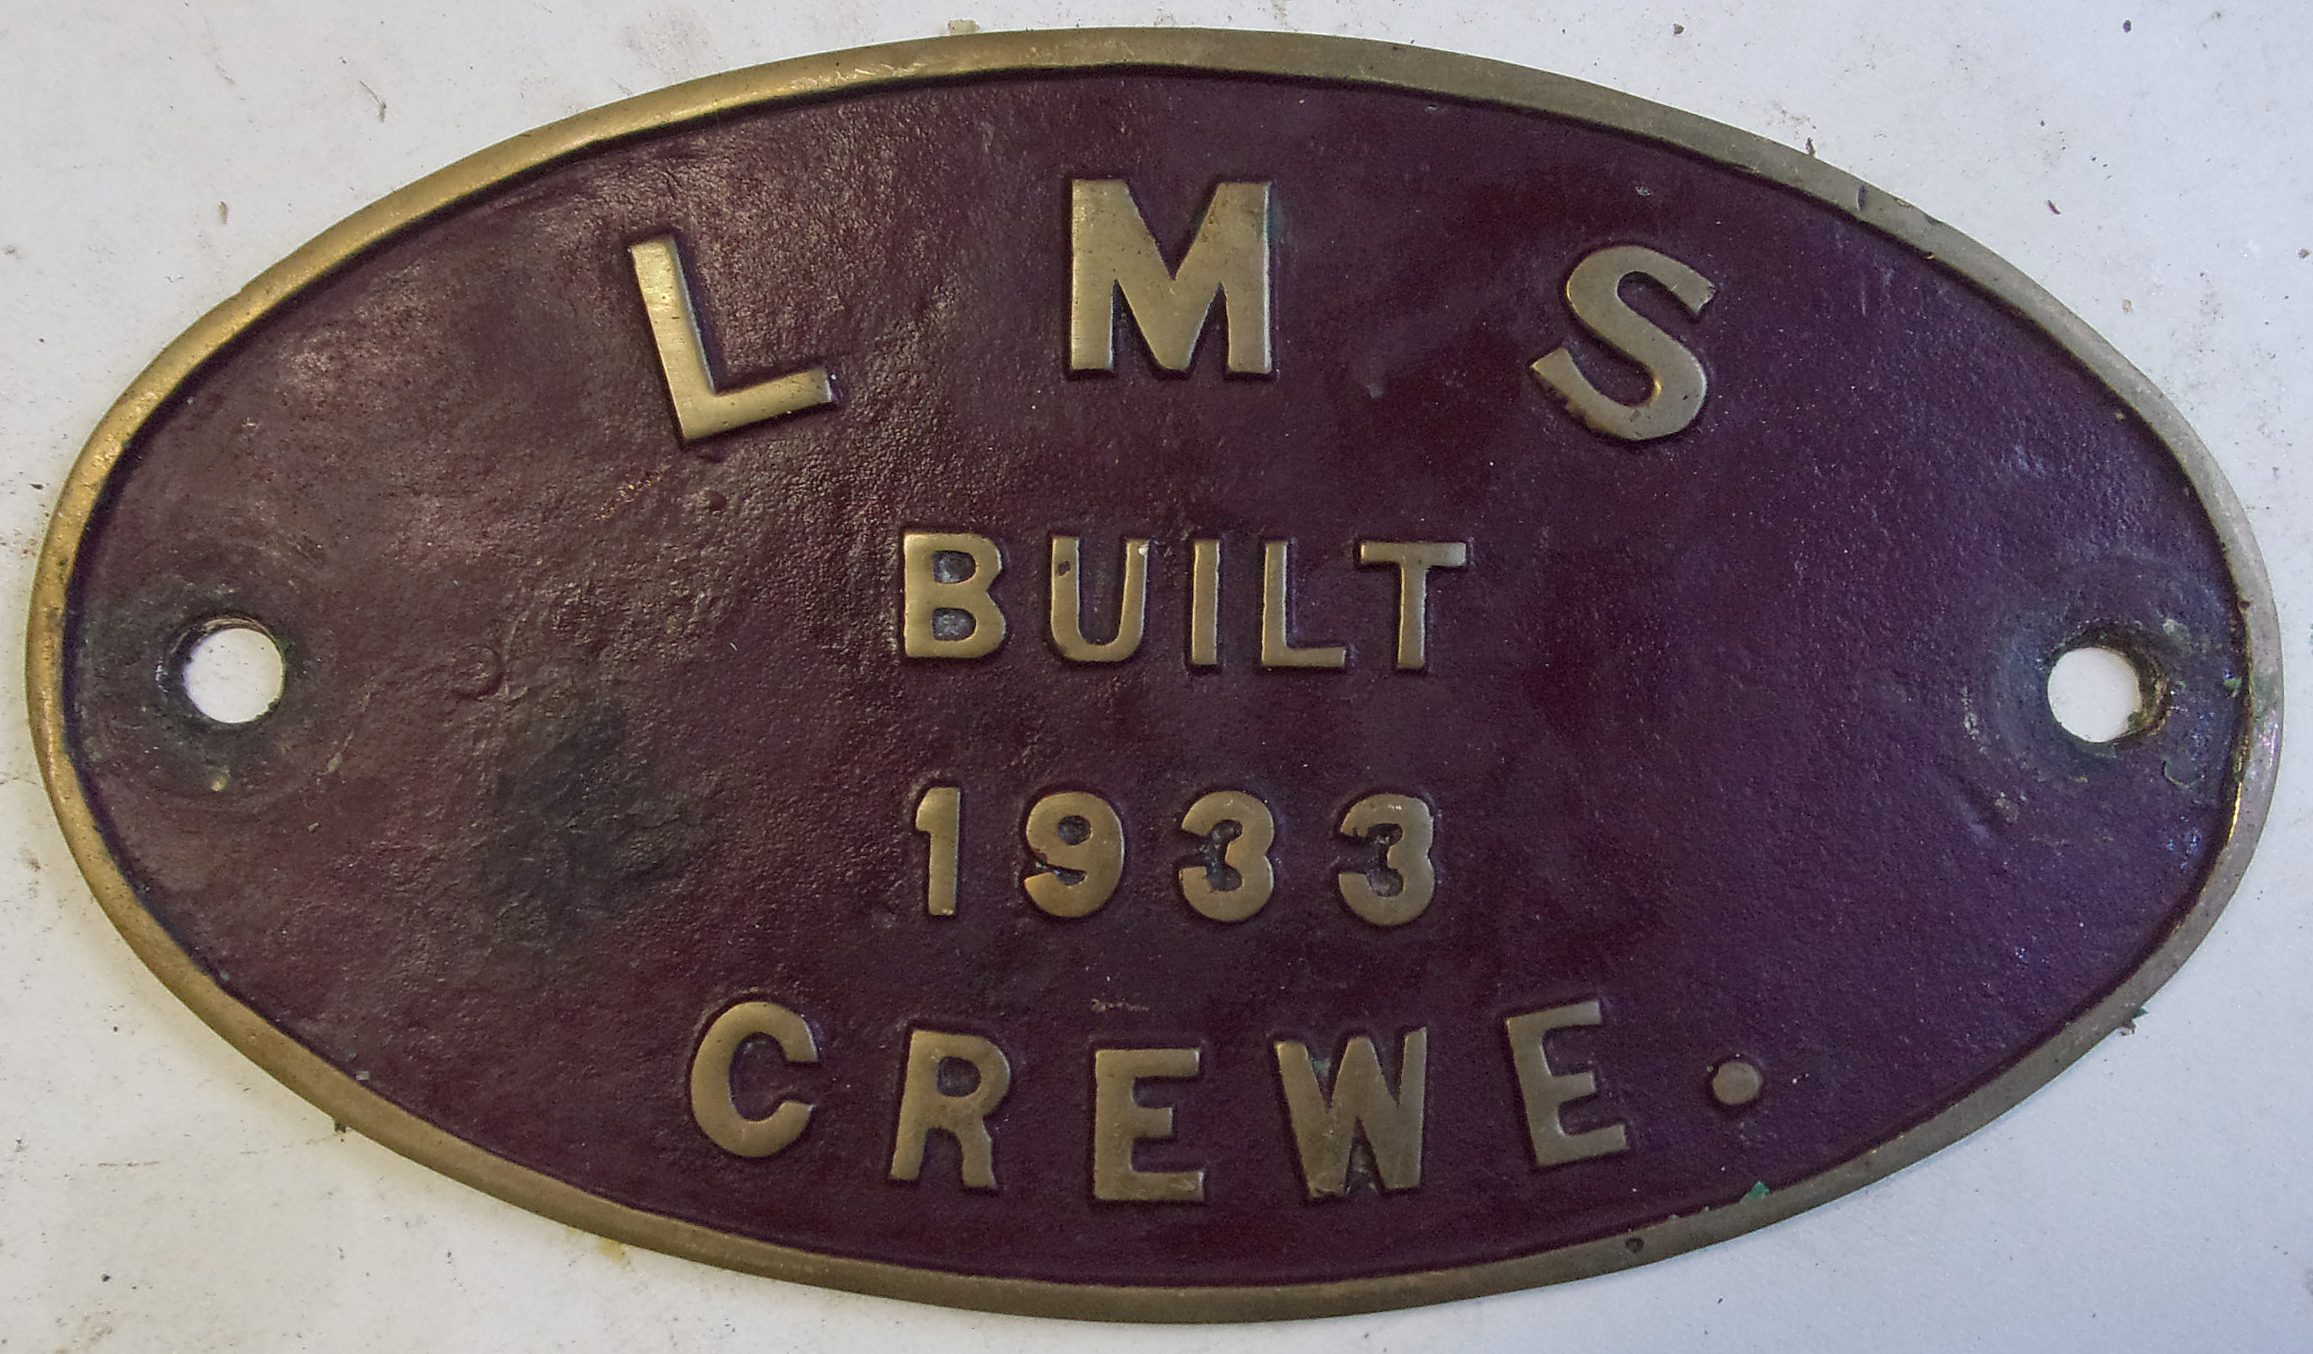 L M S
BUILT
1933
CREWE.